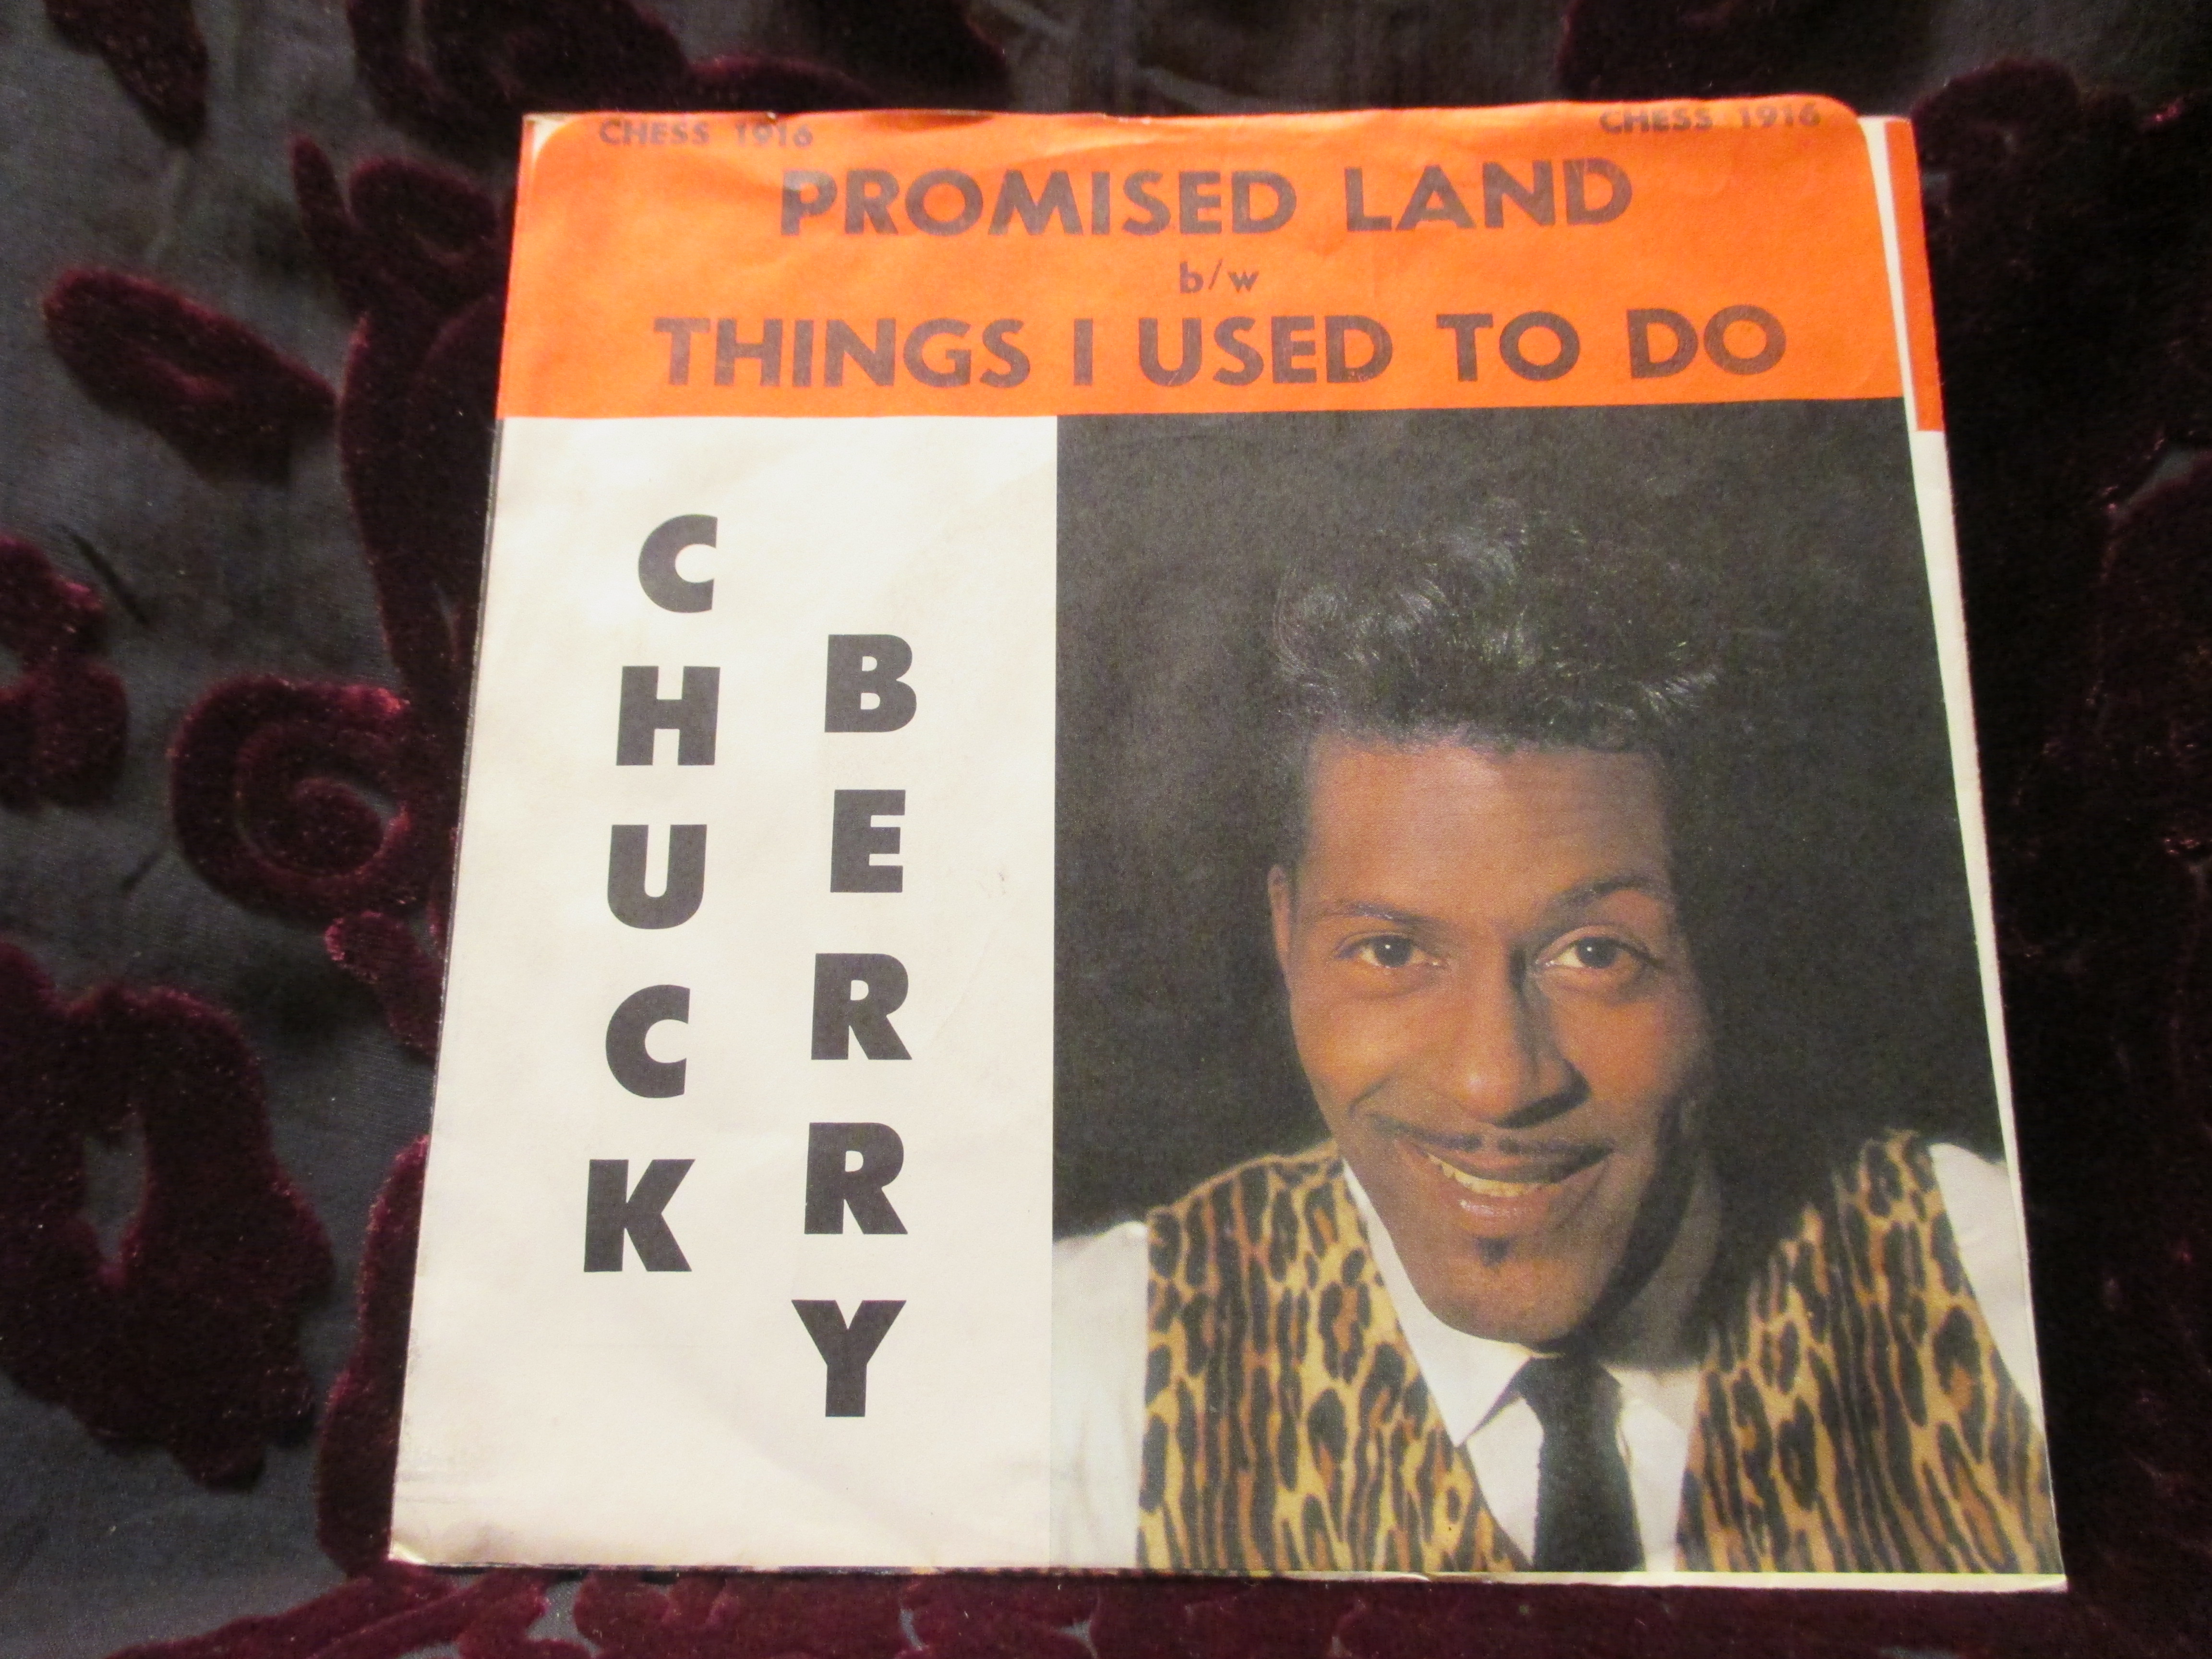 CHESS 1916
CHESS 1916
PROMISED LAND
b/w
THINGS I USED TO DO
CHUCK
BERRY